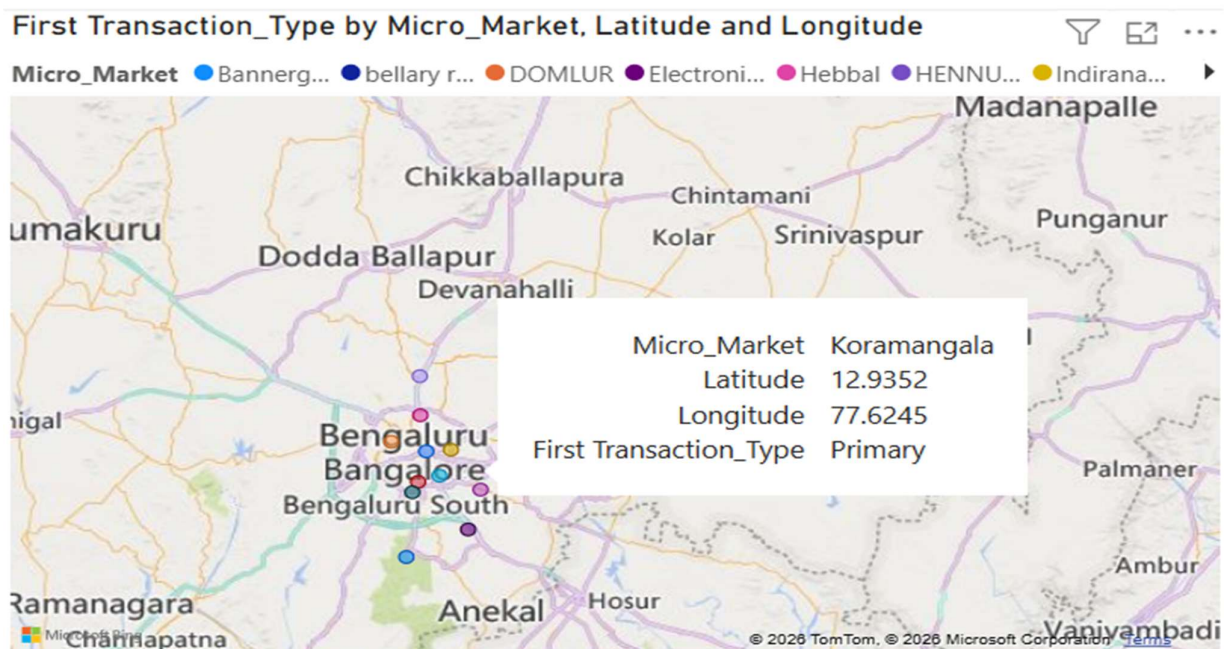 First Transaction_Type by Micro_Market, Latitude and Longitude
Micro_Market Bannerg... bellary r... DOMLUR Electroni... Hebbal HENNU... Indirana...
Madanapalle
Chikkaballapura
Chintamani
Punganur
umakuru
Kolar
Srinivaspur
Dodda Ballapur
Devanahalli
Micro_Market Koramangala
Latitude 12.9352
Longitude 77.6245
First Transaction_Type Primary
nigal
Bengaluru
Bangalore
Palmaner
Bengaluru South
Ambur
Ramanagara
Anekal
Hosur
Microsoft Bing
Channapatna
Vaniyambadi
© 2026 TomTom, © 2026 Microsoft Corporation Terms